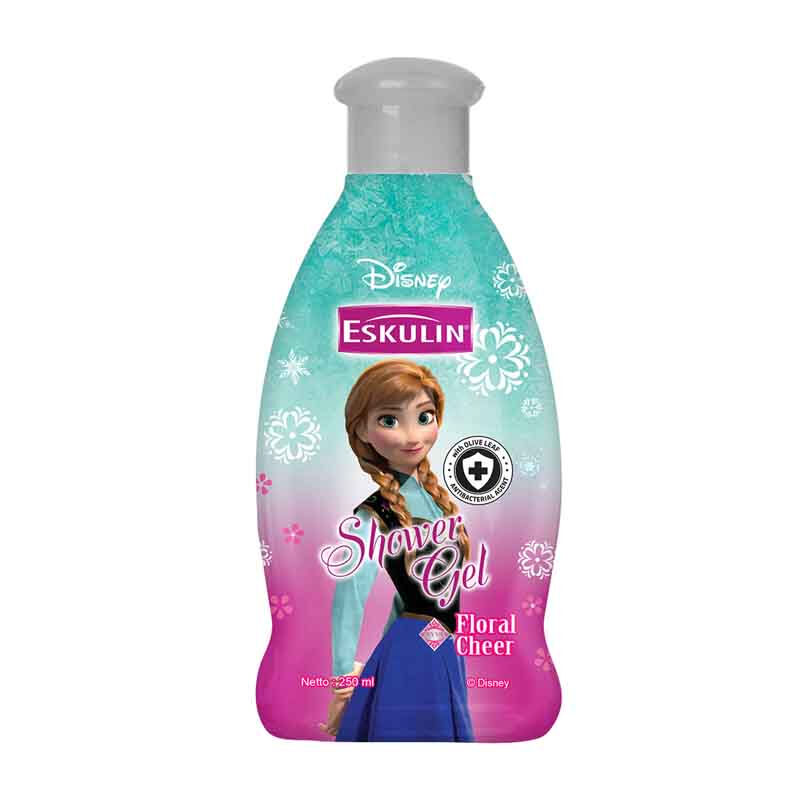 Disney
ESKULIN®
with OLIVE LEAF
ANTIBACTERIAL AGENT
Shower
Gel
Floral
Cheer
Netto : 250 ml
© Disney